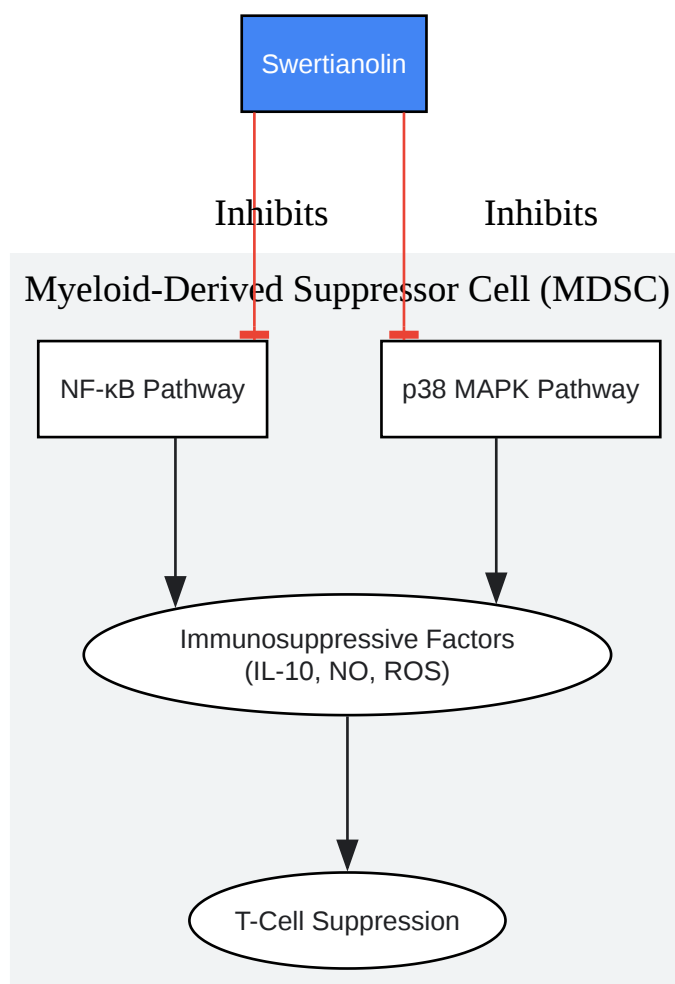 Swertianolin
Inhibits
Inhibits
Myeloid-Derived Suppressor Cell (MDSC)
NF-κB Pathway
p38 MAPK Pathway
Immunosuppressive Factors
(IL-10, NO, ROS)
T-Cell Suppression